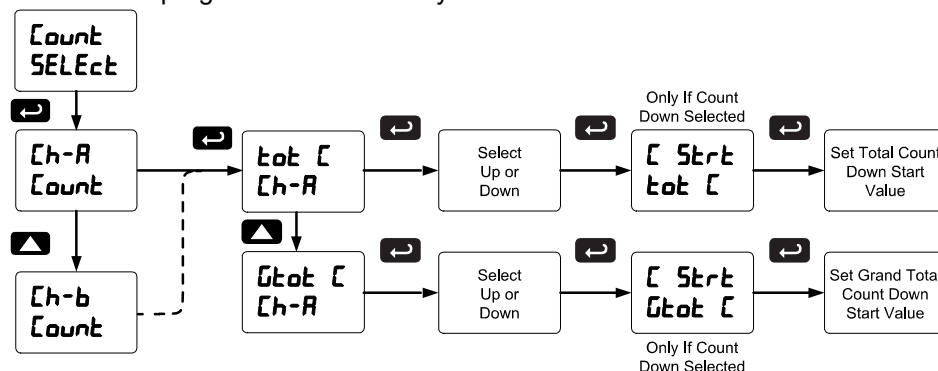 Count
SELEct
Ch-A
Count
Ch-b
Count
tot C
Ch-A
Gtot C
Ch-A
Select
Up or
Down
Select
Up or
Down
Only If Count
Down Selected
C Strt
tot C
C Strt
Gtot C
Only If Count
Down Selected
Set Total Count
Down Start
Value
Set Grand Total
Count Down
Start Value